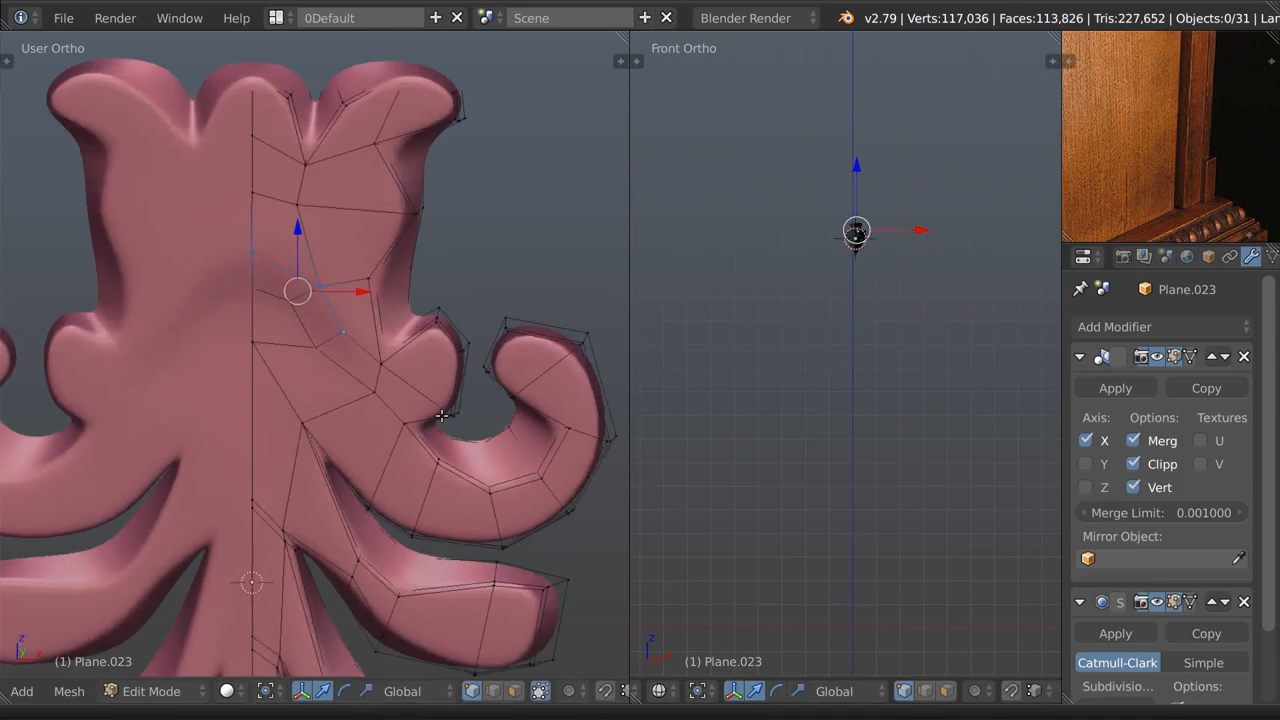 File Render Window Help 0Default Scene Blender Render v2.79 | Verts:117,036 | Faces:113,826 | Tris:227,652 | Objects:0/31 | Lar
User Ortho
Front Ortho
Plane.023
Add Modifier
Apply Copy
Axis: Options: Textures
X Merg U
Y Clipp V
Z Vert
Merge Limit: 0.001000
Mirror Object:
S
Apply Copy
Catmull-Clark Simple
Subdivisio... Options:
z
y
x
(1) Plane.023
z
x
(1) Plane.023
Add Mesh Edit Mode Global Global